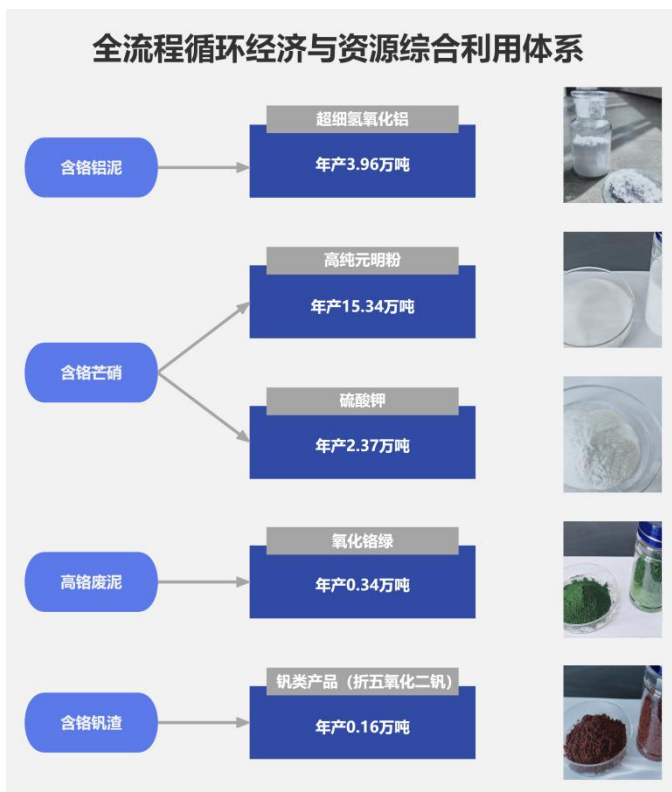 全流程循环经济与资源综合利用体系
超细氢氧化铝
含铬铝泥
年产3.96万吨
高纯元明粉
年产15.34万吨
含铬芒硝
硫酸钾
年产2.37万吨
氧化铬绿
高铬废泥
年产0.34万吨
钒类产品（折五氧化二钒）
含铬钒渣
年产0.16万吨